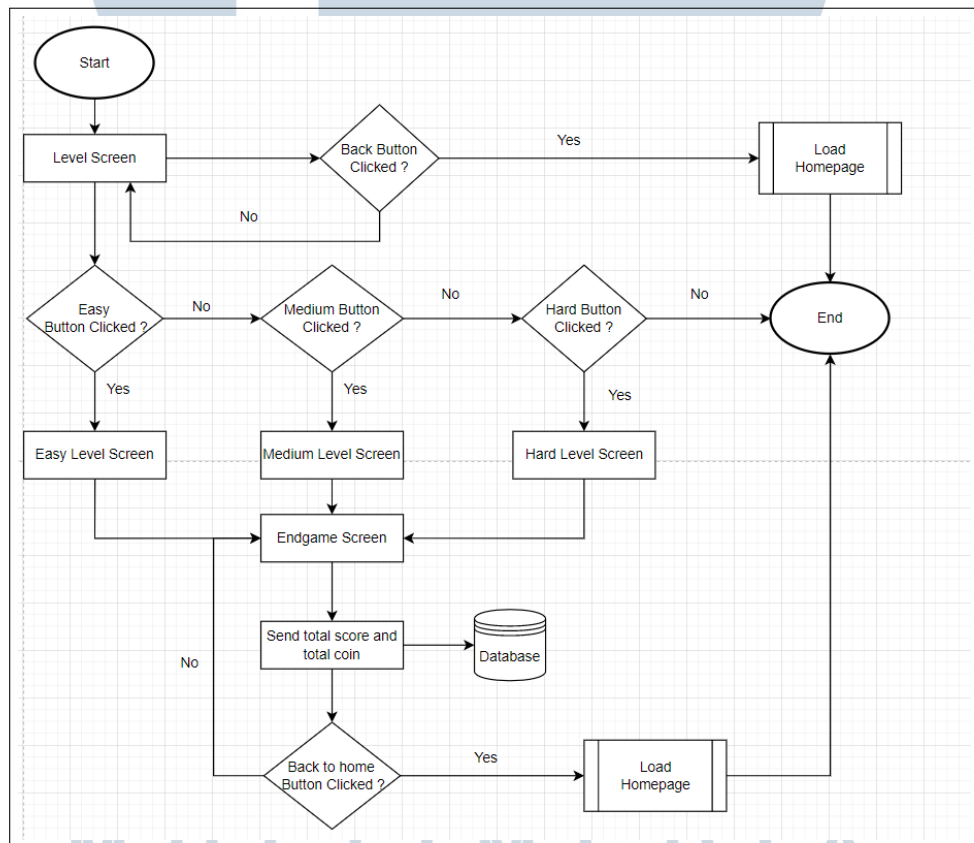 Start
Level Screen
Back Button
Clicked ?
Yes
Load
Homepage
No
Easy
Button Clicked ?
No
Medium Button
Clicked ?
No
Hard Button
Clicked ?
No
End
Yes
Yes
Yes
Easy Level Screen
Medium Level Screen
Hard Level Screen
Endgame Screen
Send total score and
total coin
Database
No
Back to home
Button Clicked ?
Yes
Load
Homepage